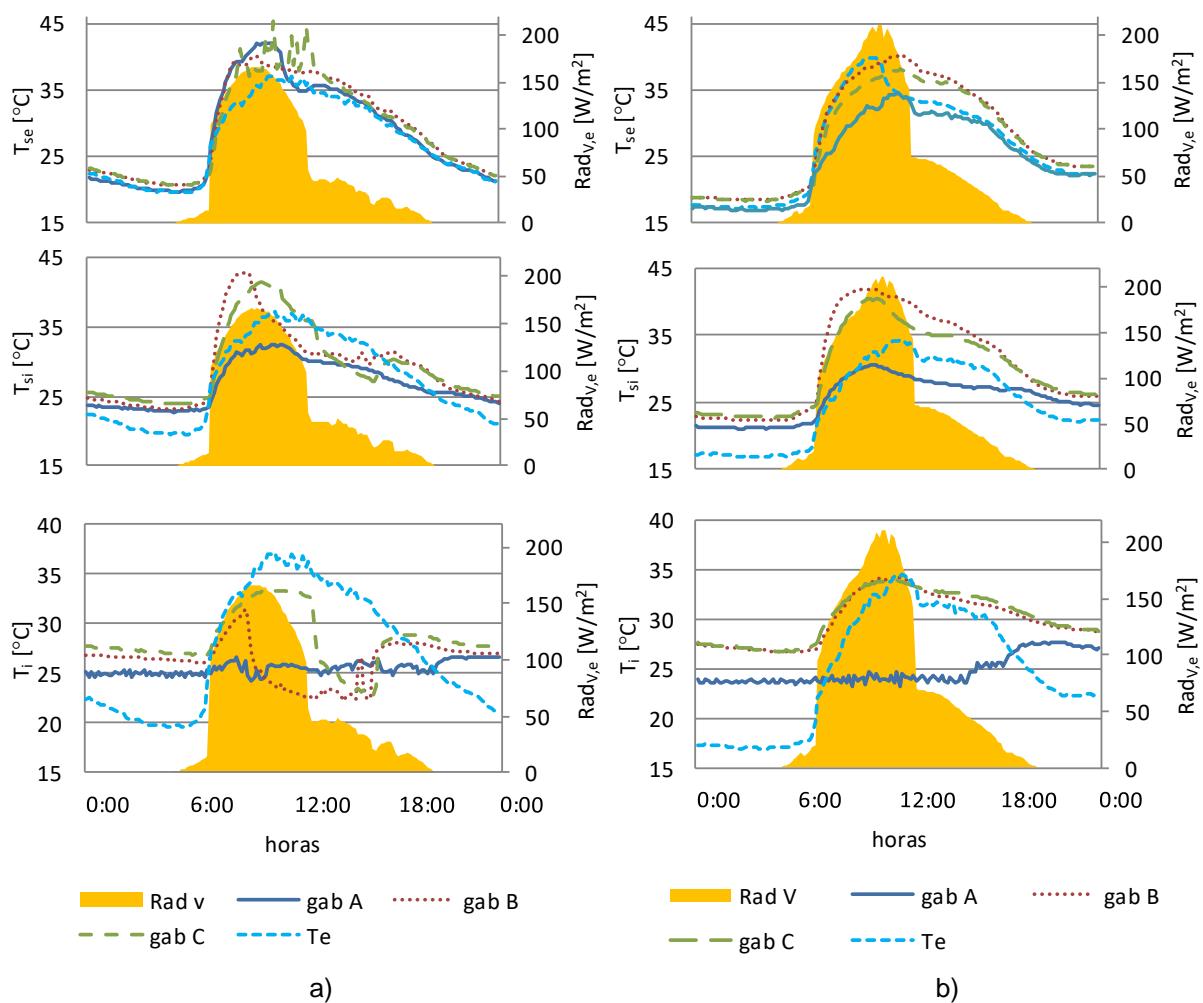 45
35
25
15
T_se [°C]
200
150
100
50
0
Rad_v,e [W/m²]
45
35
25
15
T_se [°C]
200
150
100
50
0
Rad_v,e [W/m²]
45
35
25
15
T_si [°C]
200
150
100
50
0
Rad_v,e [W/m²]
45
35
25
15
T_si [°C]
200
150
100
50
0
Rad_v,e [W/m²]
40
35
30
25
20
15
T_i [°C]
200
150
100
50
0
Rad_v,e [W/m²]
0:00 6:00 12:00 18:00 0:00
horas
40
35
30
25
20
15
T_i [°C]
200
150
100
50
0
Rad_v,e [W/m²]
0:00 6:00 12:00 18:00 0:00
horas
Rad v gab A gab B
gab C Te
a)
Rad V gab A gab B
gab C Te
b)